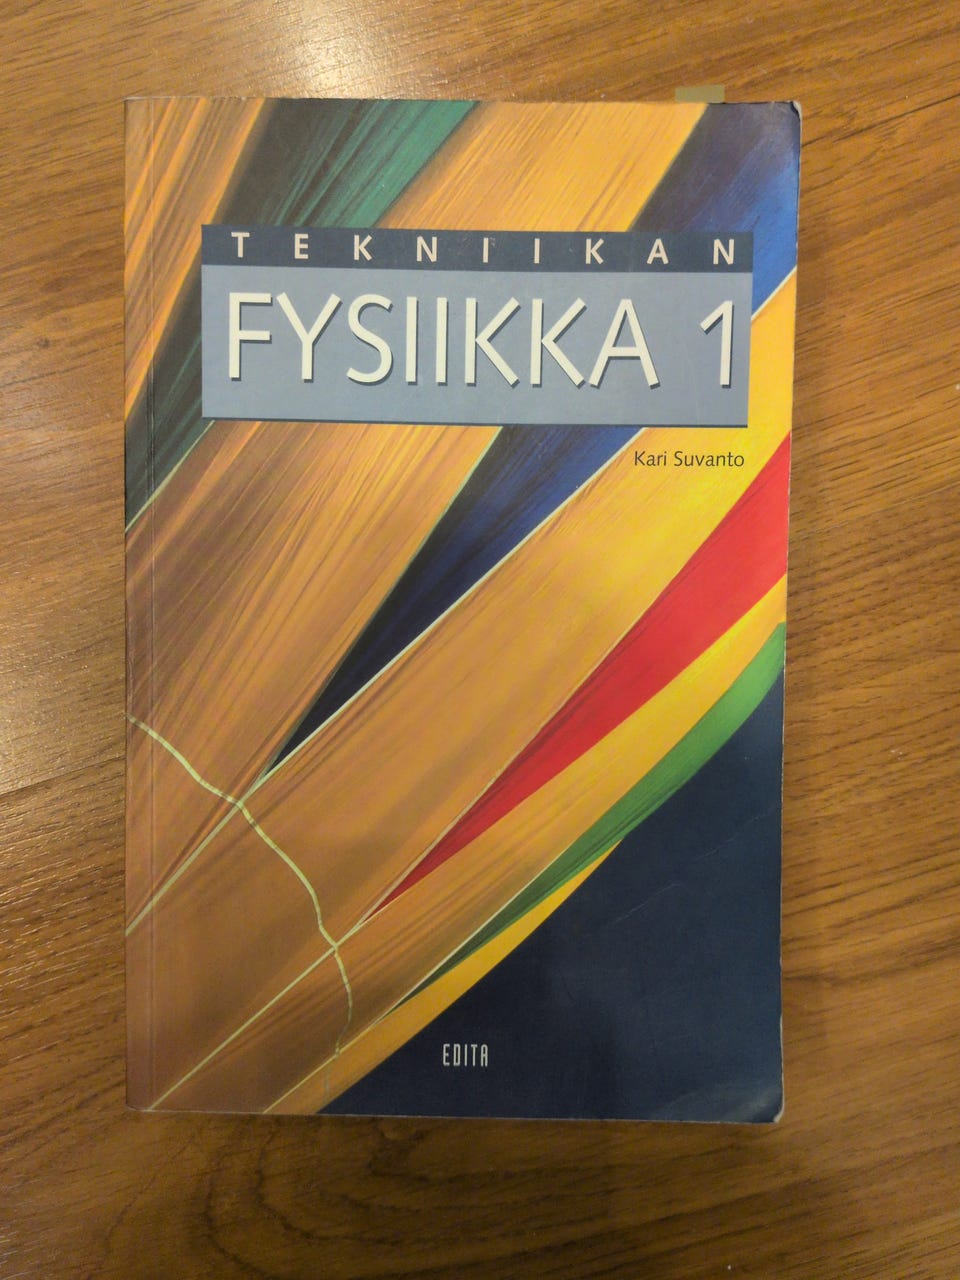 TEKNIIKAN
FYSIIKKA 1
Kari Suvanto
EDITA